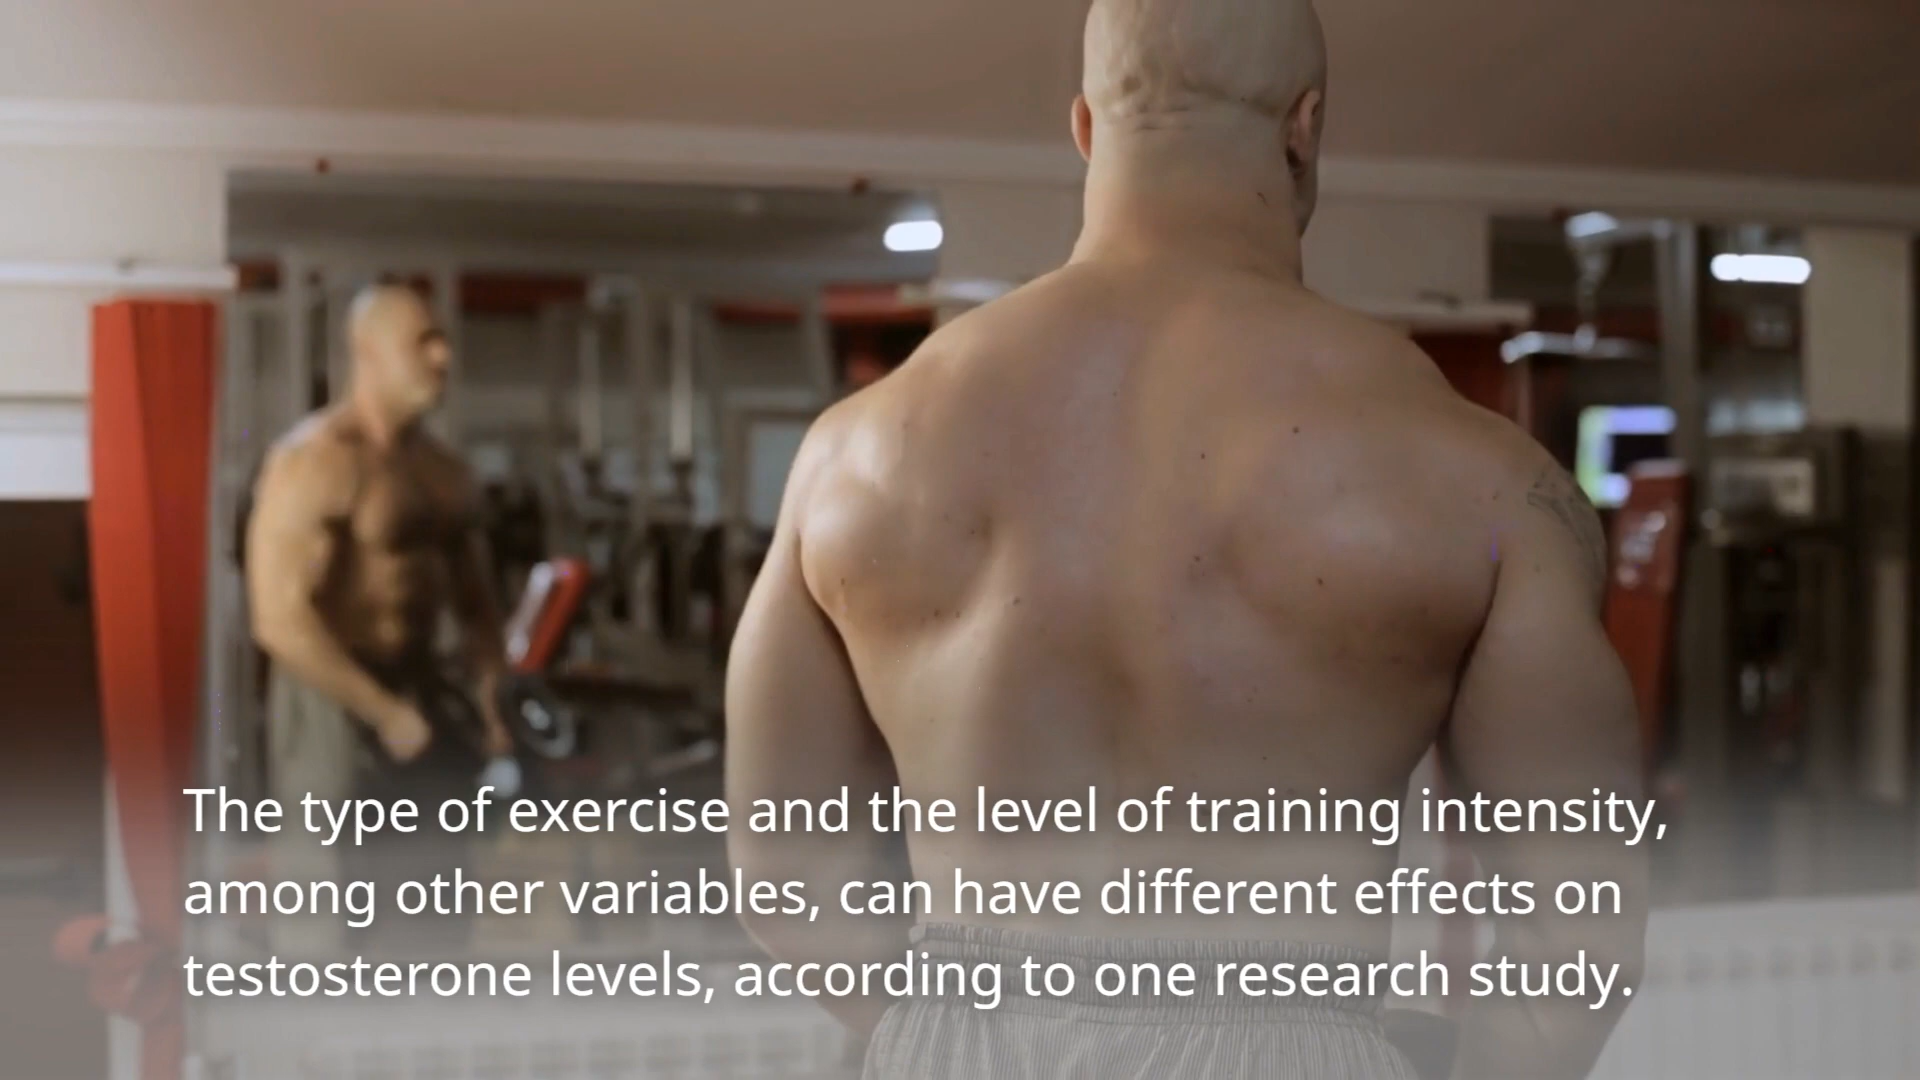 The type of exercise and the level of training intensity,
among other variables, can have different effects on
testosterone levels, according to one research study.